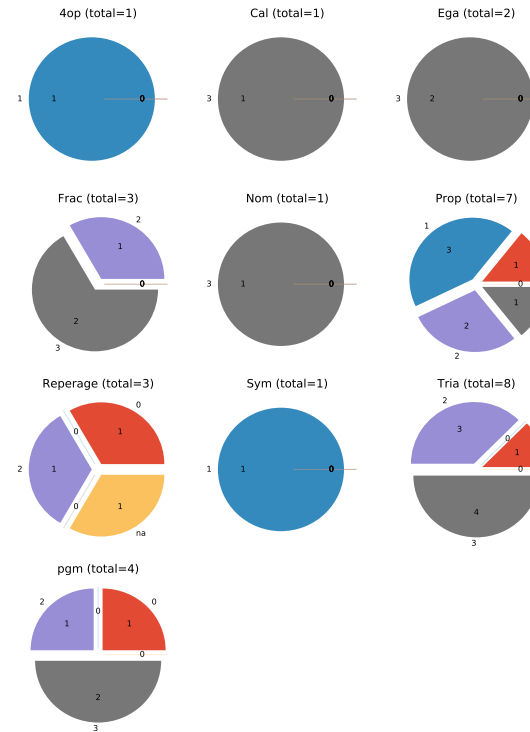 4op (total=1)
Cal (total=1)
Ega (total=2)
1 1 0
3 1 0
3 2 0
Frac (total=3)
Nom (total=1)
Prop (total=7)
2
1
0
2
3
3 1 0
1
3
1
0
1
2
2
Reperage (total=3)
Sym (total=1)
Tria (total=8)
0
0
1
2 1
0
1
na
1 1 0
2
3
0
1
0
4
3
pgm (total=4)
2
0
0
1
1
0
2
3